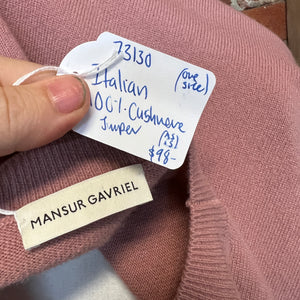 73130
(one size)
Italian
100% Cashmere
Jumper
$98-
MANSUR GAVRIEL